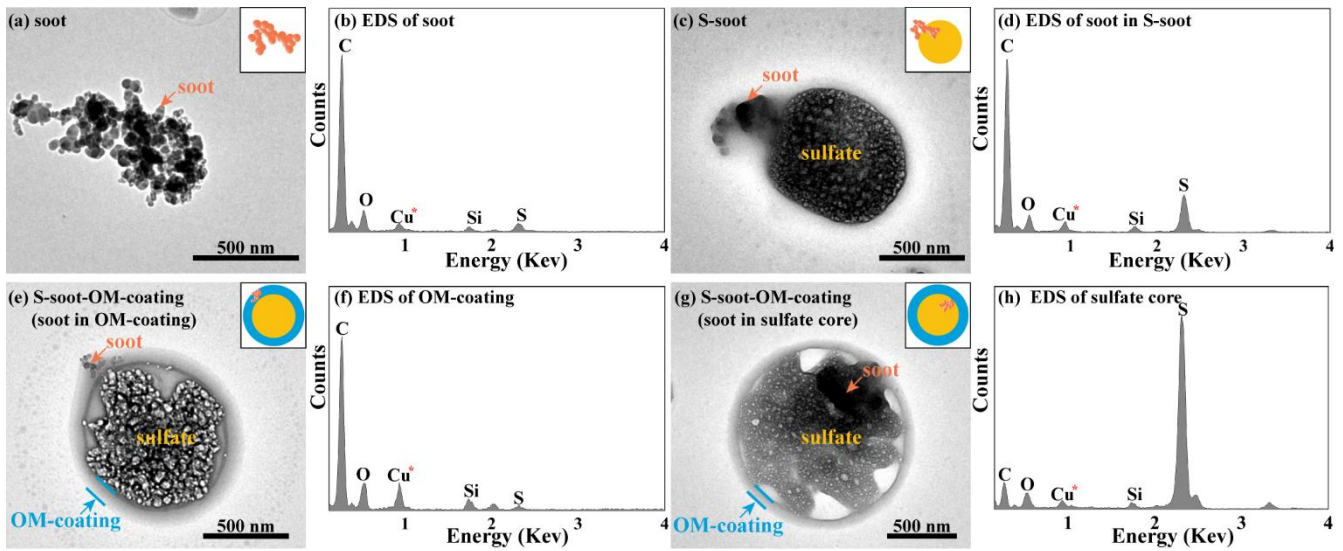 (a) soot
soot
500 nm
(b) EDS of soot
C
O
Cu*
Si
S
Counts
1 2 3 4
Energy (Kev)
(c) S-soot
soot
sulfate
500 nm
(d) EDS of soot in S-soot
C
O
Cu*
Si
S
Counts
1 2 3 4
Energy (Kev)
(e) S-soot-OM-coating
(soot in OM-coating)
soot
sulfate
OM-coating
500 nm
(f) EDS of OM-coating
C
O
Cu*
Si
S
Counts
1 2 3 4
Energy (Kev)
(g) S-soot-OM-coating
(soot in sulfate core)
soot
sulfate
OM-coating
500 nm
(h) EDS of sulfate core
S
C
O
Cu*
Si
Counts
1 2 3 4
Energy (Kev)